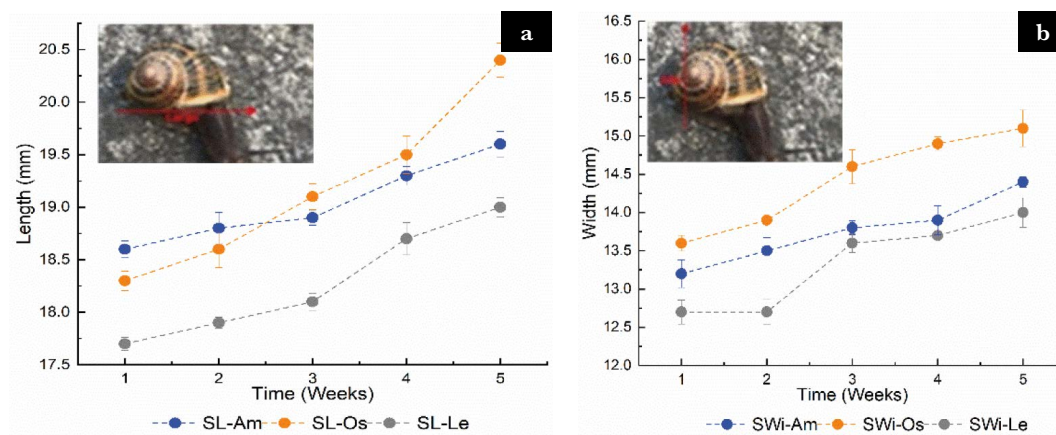 a
20.5
20.0
19.5
19.0
18.5
18.0
17.5
Length (mm)
1 2 3 4 5
Time (Weeks)
SL-Am SL-Os SL-Le
b
16.5
16.0
15.5
15.0
14.5
14.0
13.5
13.0
12.5
12.0
Width (mm)
1 2 3 4 5
Time (Weeks)
SWi-Am SWi-Os SWi-Le